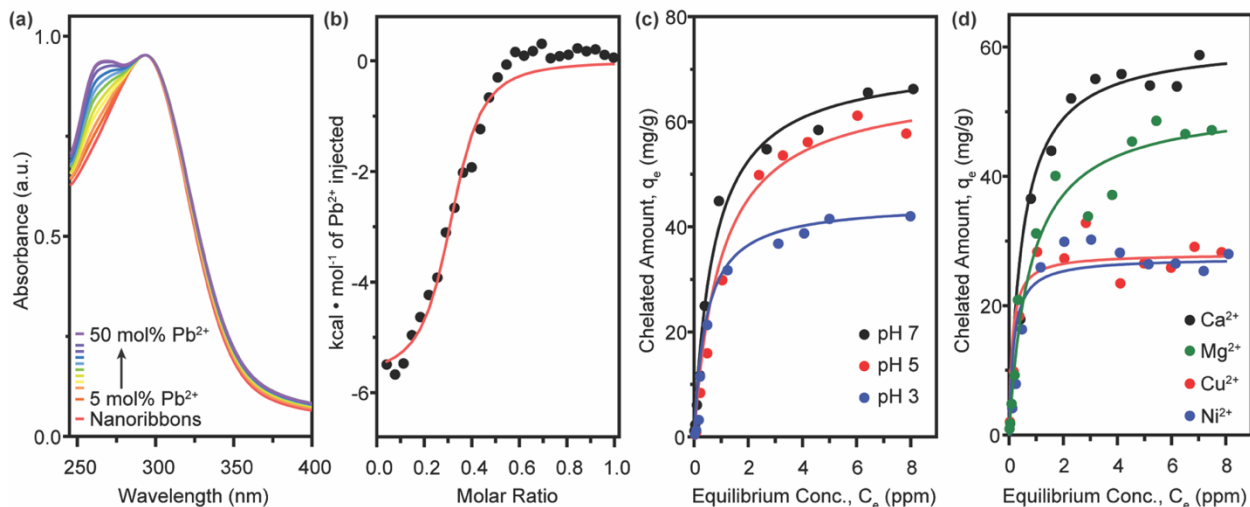 (a)
Absorbance (a.u.)
1.0
0.5
0.0
50 mol% Pb²⁺
5 mol% Pb²⁺
Nanoribbons
250
300
350
400
Wavelength (nm)
(b)
kcal • mol⁻¹ of Pb²⁺ injected
0
-2
-4
-6
0.0
0.2
0.4
0.6
0.8
1.0
Molar Ratio
(c)
Chelated Amount, qₑ (mg/g)
80
60
40
20
0
pH 7
pH 5
pH 3
0
2
4
6
8
Equilibrium Conc., Cₑ (ppm)
(d)
Chelated Amount, qₑ (mg/g)
60
40
20
0
Ca²⁺
Mg²⁺
Cu²⁺
Ni²⁺
0
2
4
6
8
Equilibrium Conc., Cₑ (ppm)